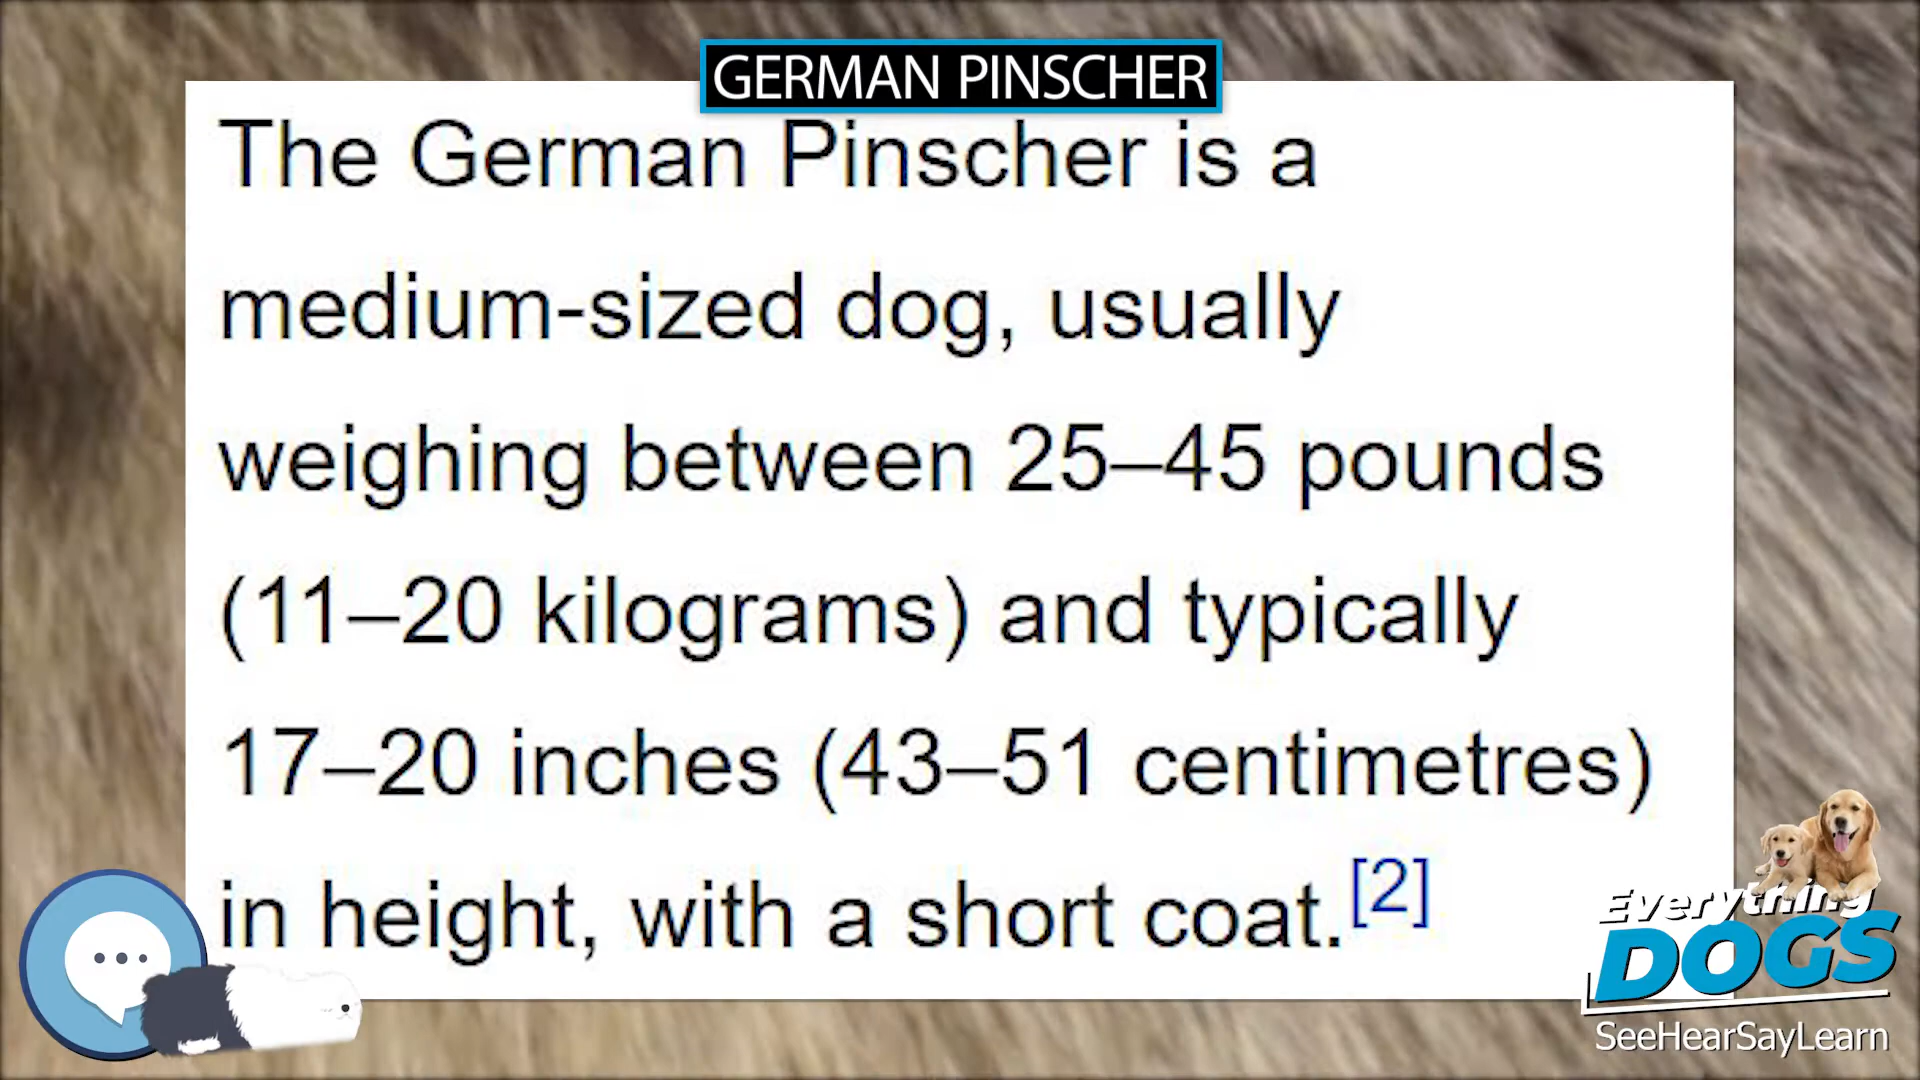 GERMAN PINSCHER
The German Pinscher is a
medium-sized dog, usually
weighing between 25–45 pounds
(11–20 kilograms) and typically
17–20 inches (43–51 centimetres)
in height, with a short coat.[2]
Everything
DOGS
SeeHearSayLearn